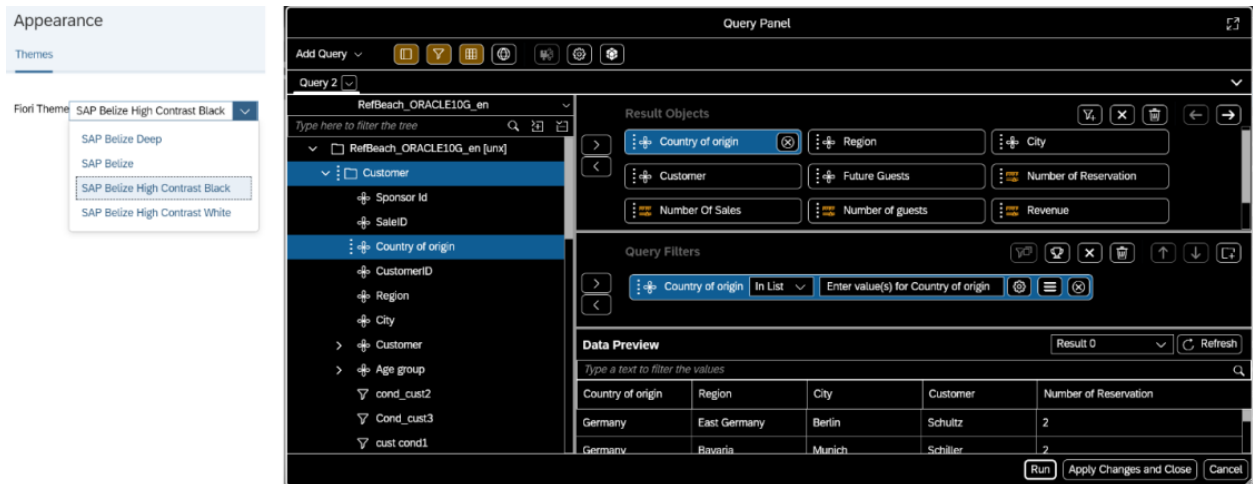 Appearance
Themes
Fiori Theme SAP Belize High Contrast Black
SAP Belize Deep
SAP Belize
SAP Belize High Contrast Black
SAP Belize High Contrast White
Query Panel
Add Query
Query 2
RefBeach_ORACLE10G_en
Type here to filter the tree
RefBeach_ORACLE10G_en [unx]
Customer
Sponsor Id
SaleID
Country of origin
CustomerID
Region
City
Customer
Age group
cond_cust2
Cond_cust3
cust cond1
Result Objects
Country of origin Region City
Customer Future Guests Number of Reservation
Number Of Sales Number of guests Revenue
Query Filters
Country of origin In List Enter value(s) for Country of origin
Data Preview Result 0 Refresh
Type a text to filter the values
Country of origin Region City Customer Number of Reservation
Germany East Germany Berlin Schultz 2
Germany Bavaria Munich Schiller 2
Run Apply Changes and Close Cancel